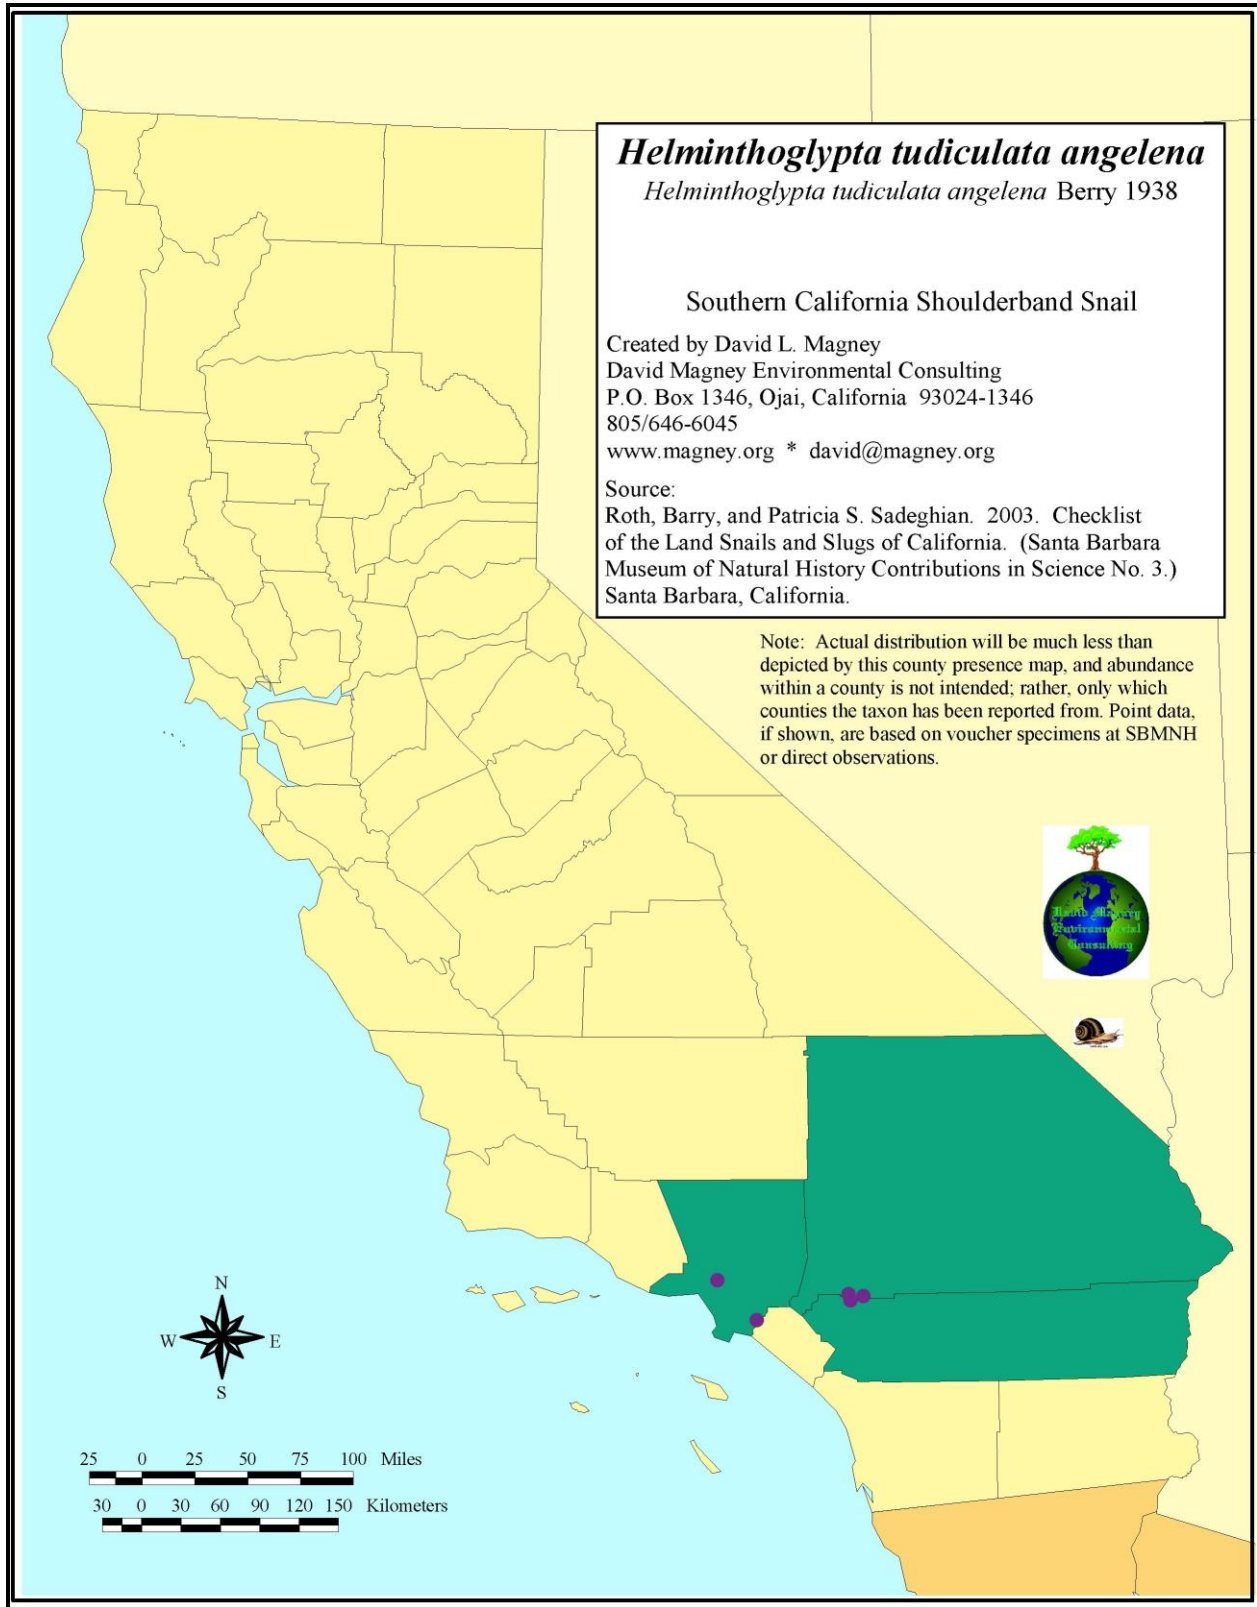 Helminthoglypta tudiculata angelena
Helminthoglypta tudiculata angelena Berry 1938
Southern California Shoulderband Snail
Created by David L. Magney
David Magney Environmental Consulting
P.O. Box 1346, Ojai, California 93024-1346
805/646-6045
www.magney.org * david@magney.org
Source:
Roth, Barry, and Patricia S. Sadeghian. 2003. Checklist
of the Land Snails and Slugs of California. (Santa Barbara
Museum of Natural History Contributions in Science No. 3.)
Santa Barbara, California.
Note: Actual distribution will be much less than
depicted by this county presence map, and abundance
within a county is not intended; rather, only which
counties the taxon has been reported from. Point data,
if shown, are based on voucher specimens at SBMNH
or direct observations.
David Magney
Environmental
Consulting
N
W E
S
25 0 25 50 75 100 Miles
30 0 30 60 90 120 150 Kilometers